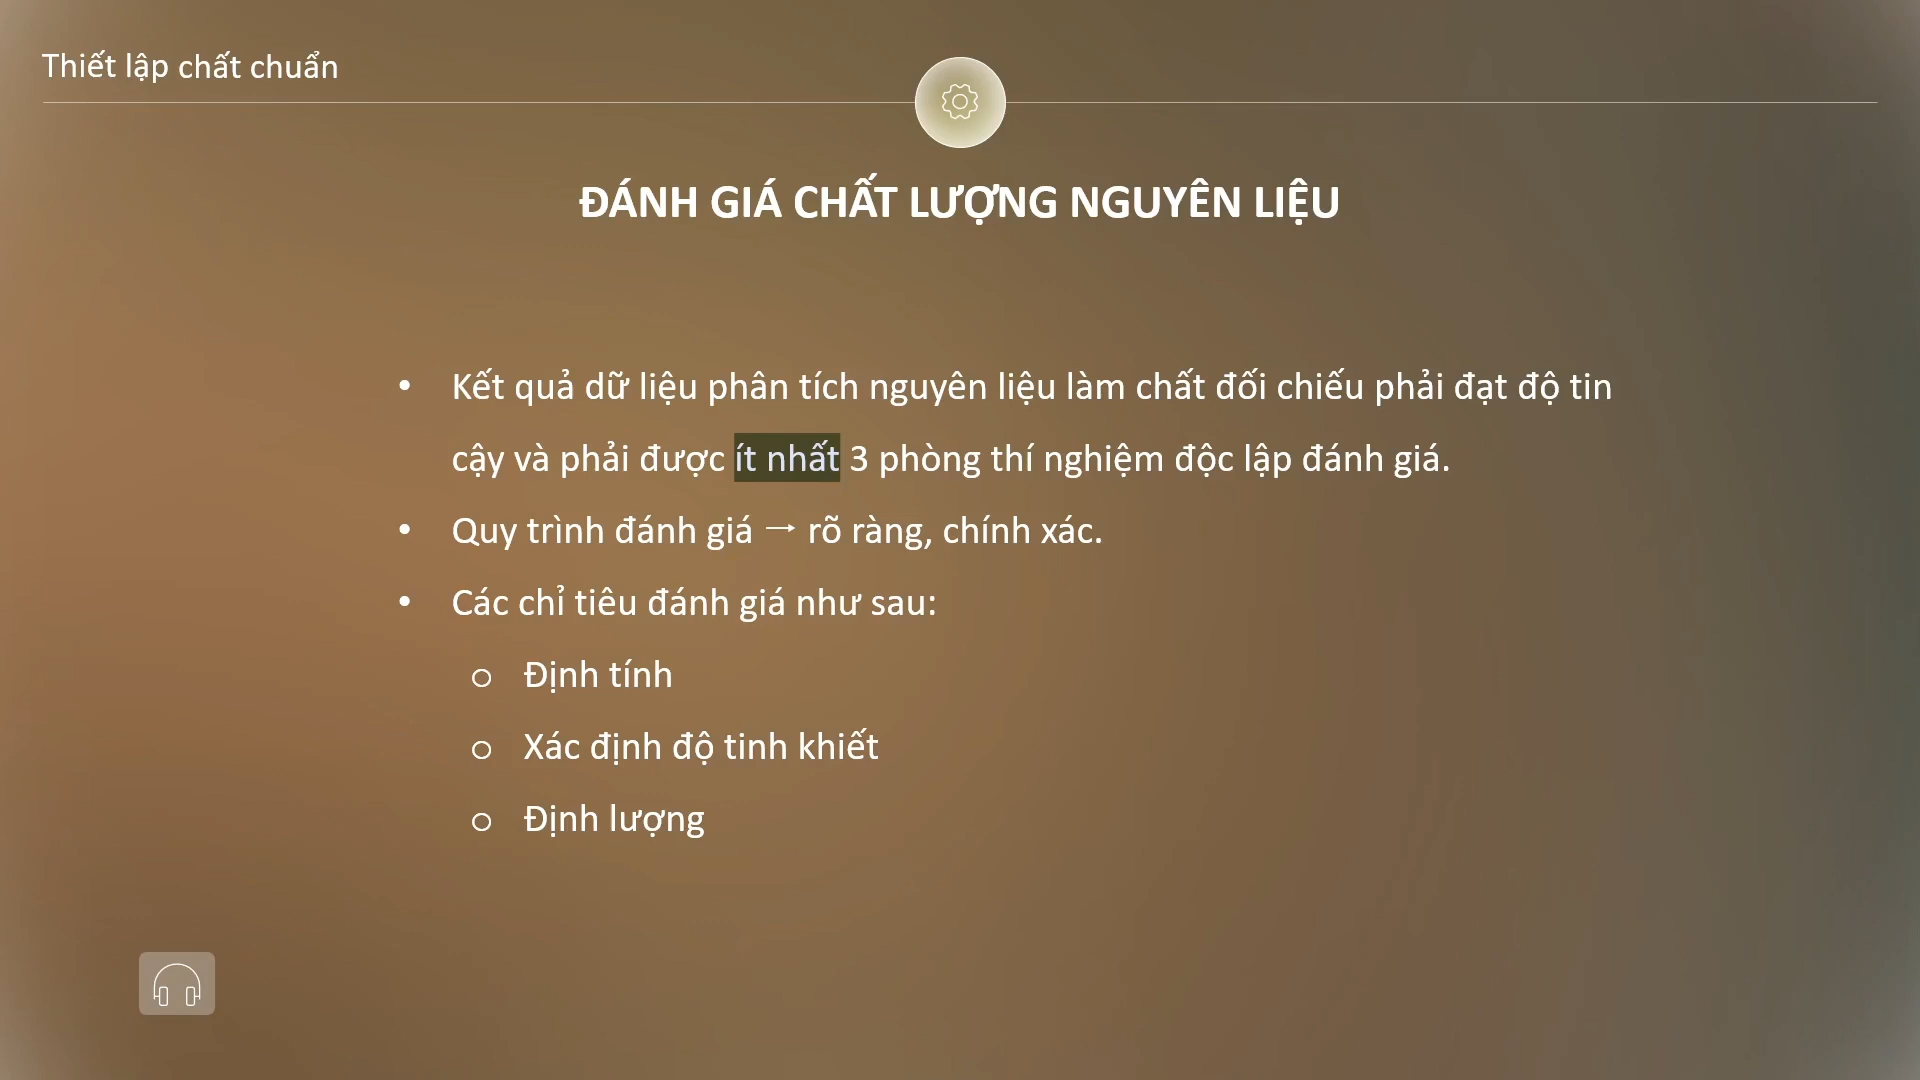 Thiết lập chất chuẩn
ĐÁNH GIÁ CHẤT LƯỢNG NGUYÊN LIỆU
• Kết quả dữ liệu phân tích nguyên liệu làm chất đối chiếu phải đạt độ tin
cậy và phải được ít nhất 3 phòng thí nghiệm độc lập đánh giá.
• Quy trình đánh giá → rõ ràng, chính xác.
• Các chỉ tiêu đánh giá như sau:
o Định tính
o Xác định độ tinh khiết
o Định lượng